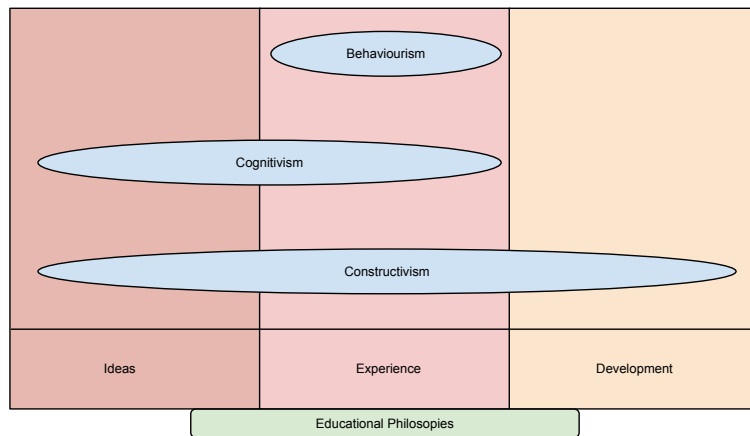 Behaviourism
Cognitivism
Constructivism
Ideas
Experience
Development
Educational Philosopies